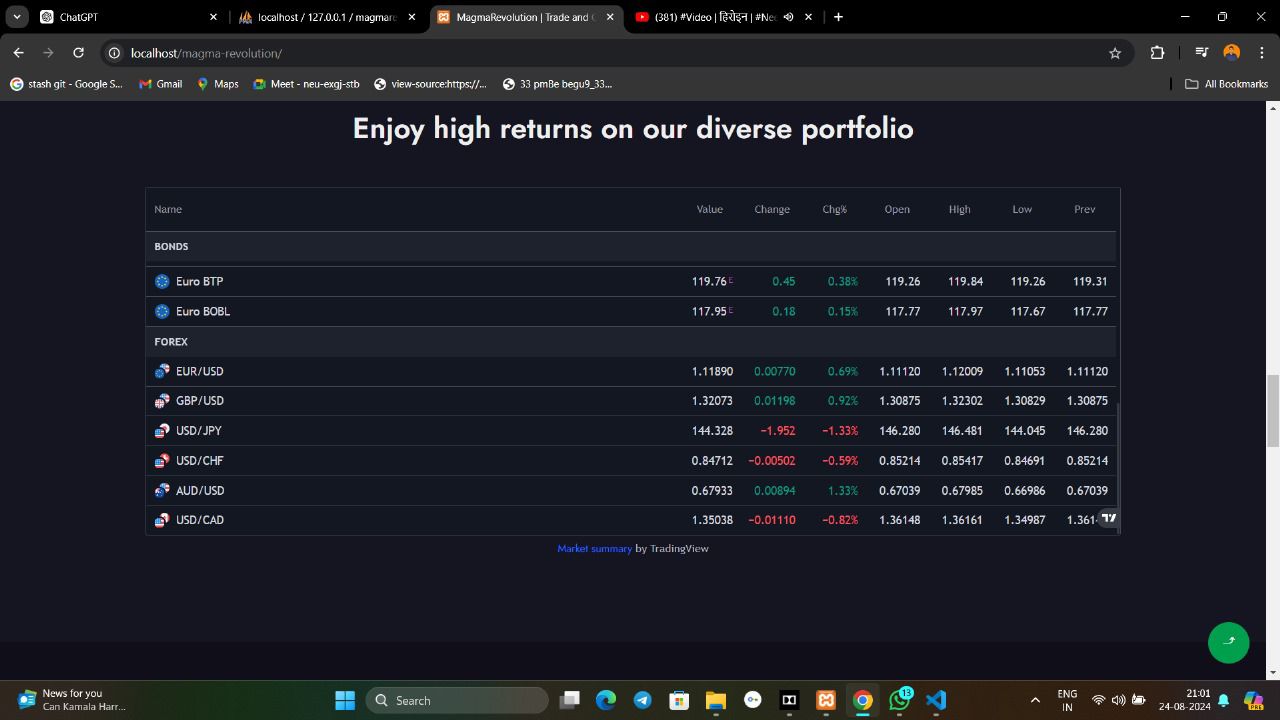 ChatGPT
localhost / 127.0.0.1 / magmare
MagmaRevolution | Trade and
(381) #Video | हिरोइन | #Nee
localhost/magma-revolution/
stash git - Google S... Gmail Maps Meet - neu-exgj-stb view-source:https://... 33 pmBe begu9_33... All Bookmarks
Enjoy high returns on our diverse portfolio
Name Value Change Chg% Open High Low Prev
BONDS
Euro BTP 119.76 E 0.45 0.38% 119.26 119.84 119.26 119.31
Euro BOBL 117.95 E 0.18 0.15% 117.77 117.97 117.67 117.77
FOREX
EUR/USD 1.11890 0.00770 0.69% 1.11120 1.12009 1.11053 1.11120
GBP/USD 1.32073 0.01198 0.92% 1.30875 1.32302 1.30829 1.30875
USD/JPY 144.328 −1.952 −1.33% 146.280 146.481 144.045 146.280
USD/CHF 0.84712 −0.00502 −0.59% 0.85214 0.85417 0.84691 0.85214
AUD/USD 0.67933 0.00894 1.33% 0.67039 0.67985 0.66986 0.67039
USD/CAD 1.35038 −0.01110 −0.82% 1.36148 1.36161 1.34987 1.361
Market summary by TradingView
News for you
Can Kamala Harr...
Search
13
ENG
IN
21:01
24-08-2024